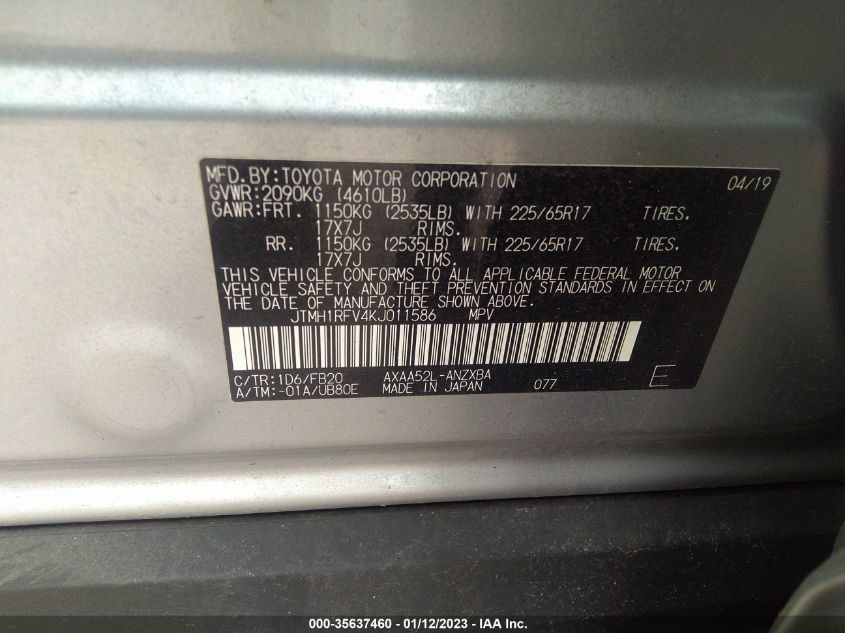 MFD.BY:TOYOTA MOTOR CORPORATION 04/19
GVWR:2090KG (4610LB)
GAWR:FRT. 1150KG (2535LB) WITH 225/65R17 TIRES.
17X7J RIMS.
RR. 1150KG (2535LB) WITH 225/65R17 TIRES.
17X7J RIMS.
THIS VEHICLE CONFORMS TO ALL APPLICABLE FEDERAL MOTOR
VEHICLE SAFETY AND THEFT PREVENTION STANDARDS IN EFFECT ON
THE DATE OF MANUFACTURE SHOWN ABOVE.
JTMH1RFV4KJ011586 MPV
C/TR:1D6/FB20 AXAA52L-ANZXBA
A/TM:-01A/UB80E MADE IN JAPAN 077 E
000-35637460 - 01/12/2023 - IAA Inc.